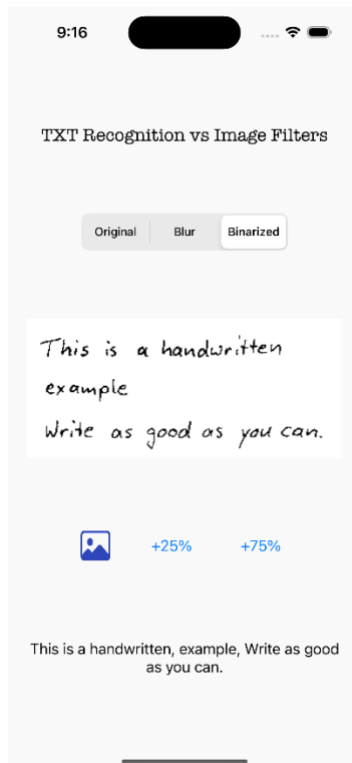 9:16
TXT Recognition vs Image Filters
Original Blur Binarized
This is a handwritten
example
Write as good as you can.
+25% +75%
This is a handwritten, example, Write as good
as you can.